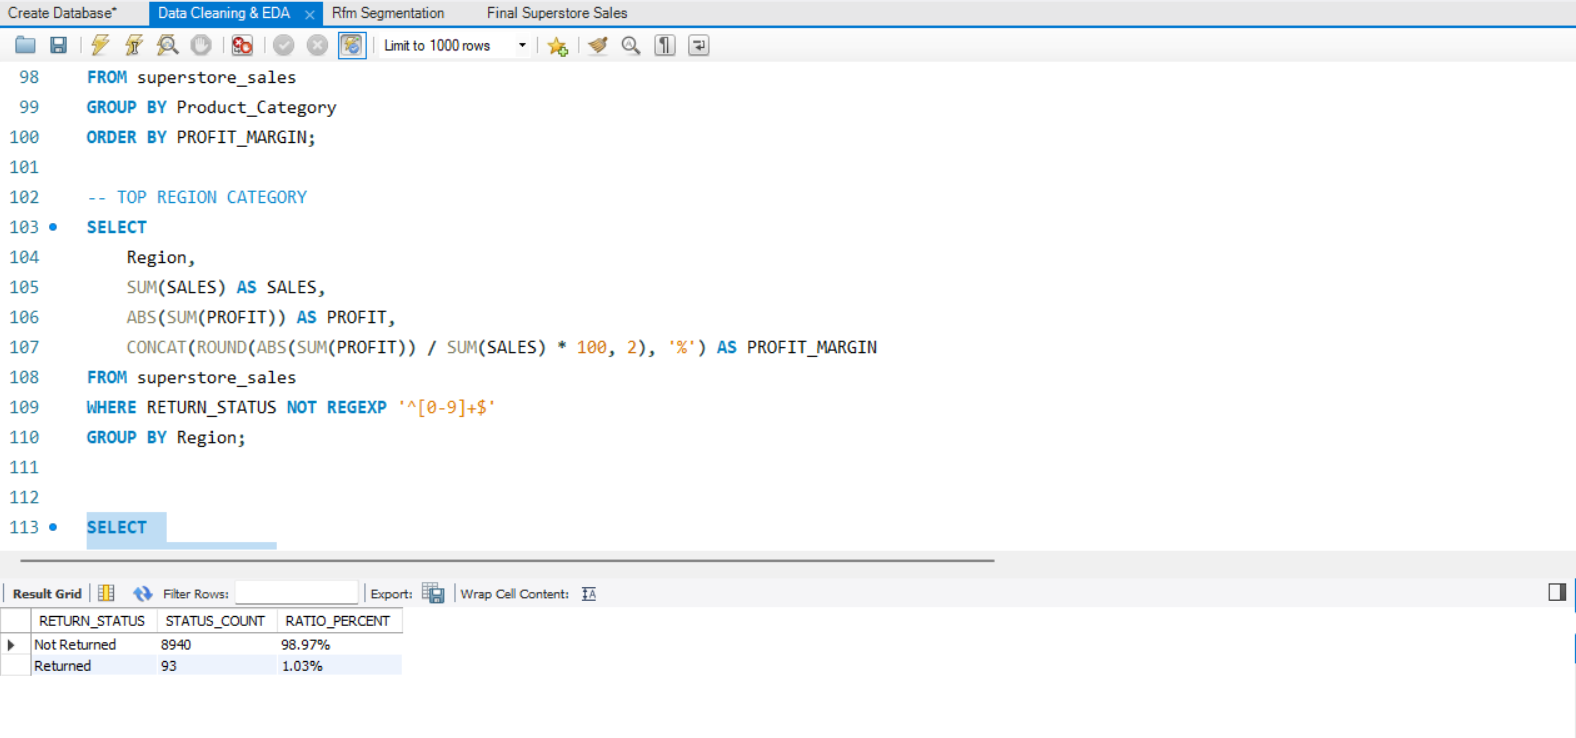 Create Database* Data Cleaning & EDA × Rfm Segmentation Final Superstore Sales
Limit to 1000 rows
98 FROM superstore_sales
99 GROUP BY Product_Category
100 ORDER BY PROFIT_MARGIN;
101
102 -- TOP REGION CATEGORY
103 SELECT
104 Region,
105 SUM(SALES) AS SALES,
106 ABS(SUM(PROFIT)) AS PROFIT,
107 CONCAT(ROUND(ABS(SUM(PROFIT)) / SUM(SALES) * 100, 2), '%') AS PROFIT_MARGIN
108 FROM superstore_sales
109 WHERE RETURN_STATUS NOT REGEXP '^[0-9]+$'
110 GROUP BY Region;
111
112
113 SELECT
Result Grid Filter Rows: Export: Wrap Cell Content:
RETURN_STATUS STATUS_COUNT RATIO_PERCENT
Not Returned 8940 98.97%
Returned 93 1.03%